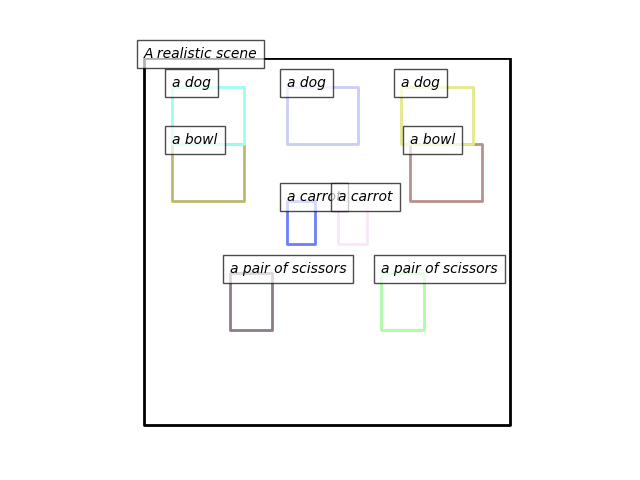 A realistic scene
a dog
a dog
a dog
a bowl
a bowl
a carrot
a carrot
a pair of scissors
a pair of scissors